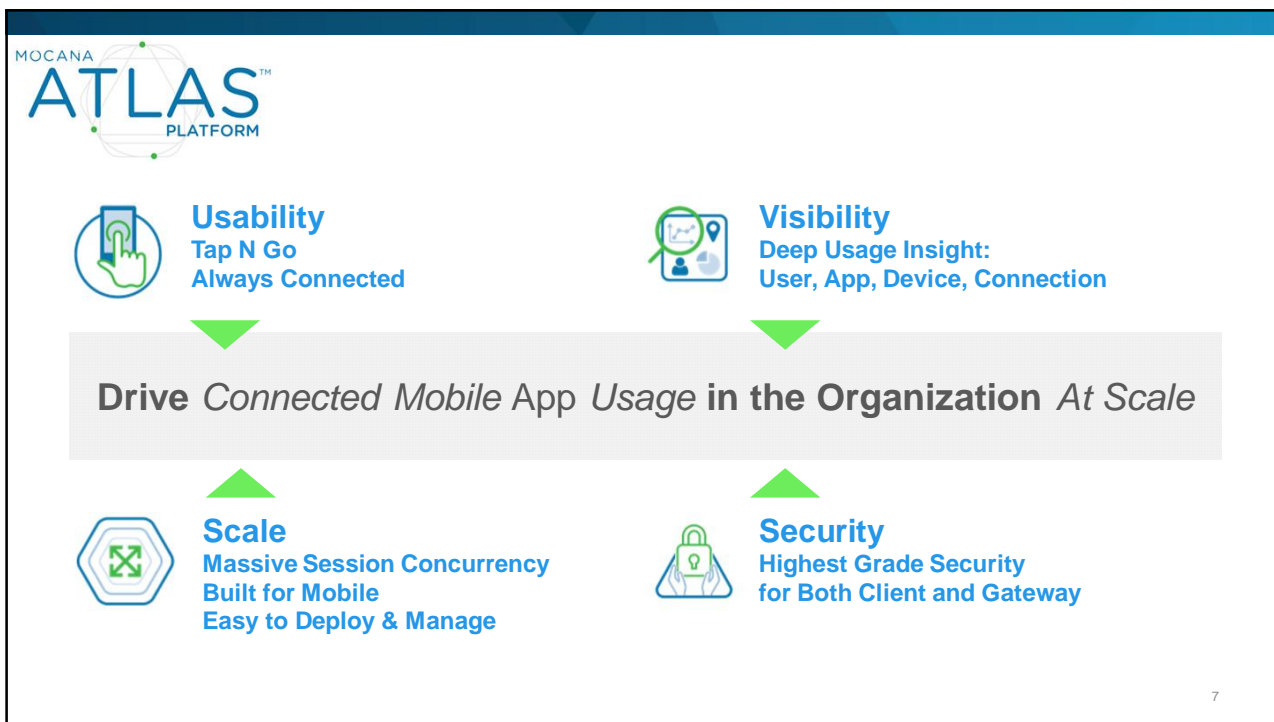 MOCANA
ATLAS™
PLATFORM
Usability
Tap N Go
Always Connected
Visibility
Deep Usage Insight:
User, App, Device, Connection
Drive Connected Mobile App Usage in the Organization At Scale
Scale
Massive Session Concurrency
Built for Mobile
Easy to Deploy & Manage
Security
Highest Grade Security
for Both Client and Gateway
7